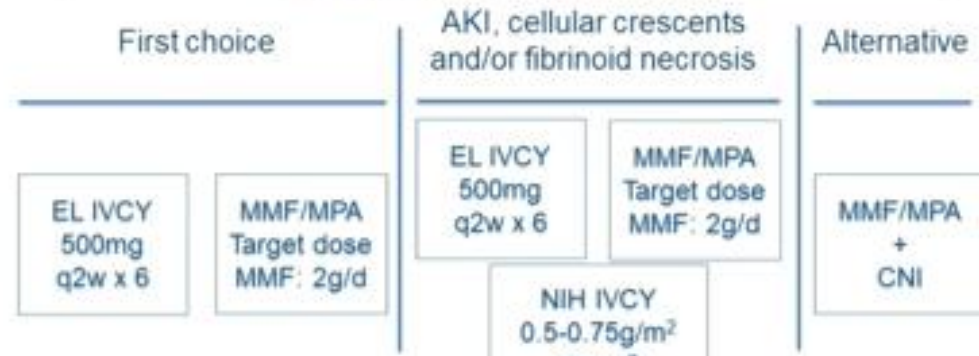 First choice
AKI, cellular crescents
and/or fibrinoid necrosis
Alternative
EL IVCY
500mg
q2w x 6
MMF/MPA
Target dose
MMF: 2g/d
EL IVCY
500mg
q2w x 6
MMF/MPA
Target dose
MMF: 2g/d
NIH IVCY
0.5-0.75g/m²
MMF/MPA
+
CNI